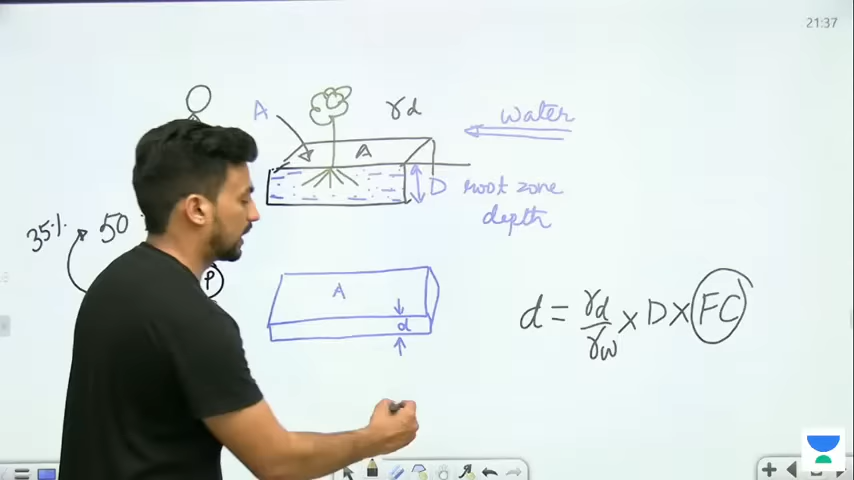 21:37
A
γd
A
water
D root zone
depth
35%
50
P
A
d
d = γd/γw × D × FC